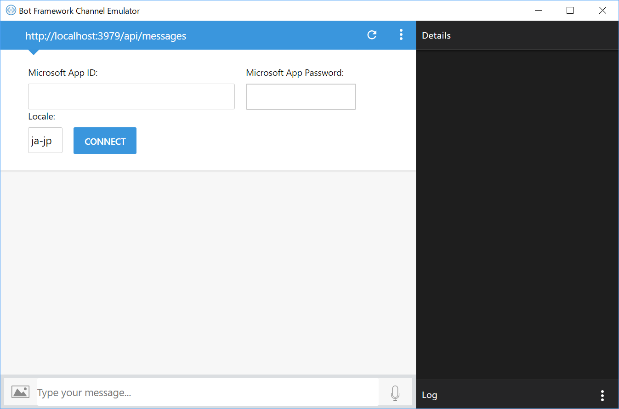 Bot Framework Channel Emulator
http://localhost:3979/api/messages
Details
Microsoft App ID:
Microsoft App Password:
Locale:
ja-jp
CONNECT
Type your message...
Log